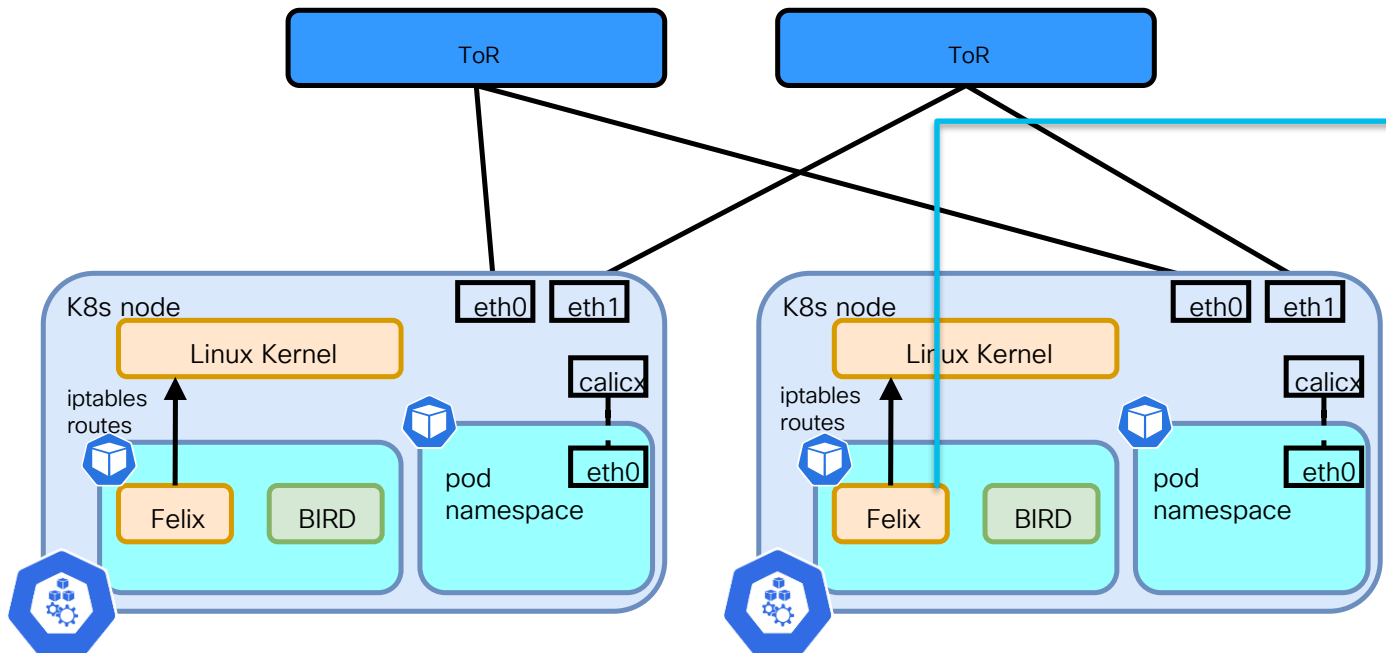 ToR
ToR
K8s node
eth0
eth1
Linux Kernel
calicx
iptables
routes
eth0
pod
namespace
Felix
BIRD
K8s node
eth0
eth1
Linux Kernel
calicx
iptables
routes
eth0
pod
namespace
Felix
BIRD